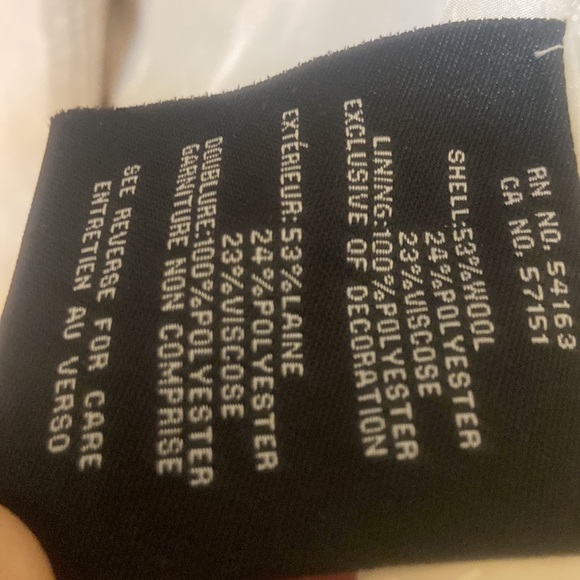 RN NO. 54163
CA NO. 57151
SHELL:53%WOOL
24%POLYESTER
23%VISCOSE
LINING:100%POLYESTER
EXCLUSIVE OF DECORATION
EXTÉRIEUR:53%LAINE
24%POLYESTER
23%VISCOSE
DOUBLURE:100%POLYESTER
GARNITURE NON COMPRISE
SEE REVERSE FOR CARE
ENTRETIEN AU VERSO